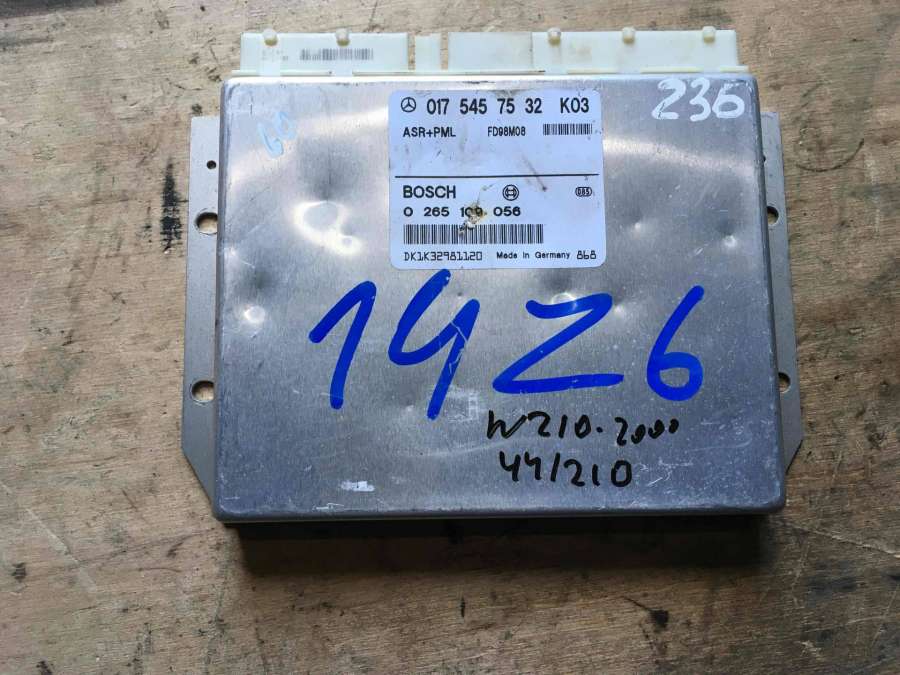 236
017 545 75 32 K03
ASR+PML FD98M08
BOSCH
0 265 109 056
DK1K32981120 Made in Germany 868
14Z6
W210.2000
44/210